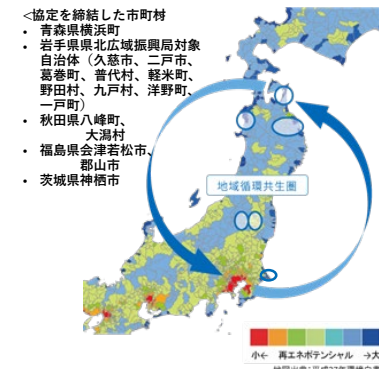 <協定を締結した市町村
• 青森県横浜町
• 岩手県県北広域振興局対象
自治体（久慈市、二戸市、
葛巻町、普代村、軽米町、
野田村、九戸村、洋野町、
一戸町）
• 秋田県八峰町、
大潟村
• 福島県会津若松市、
郡山市
• 茨城県神栖市
地域循環共生圏
小← 再エネポテンシャル →大